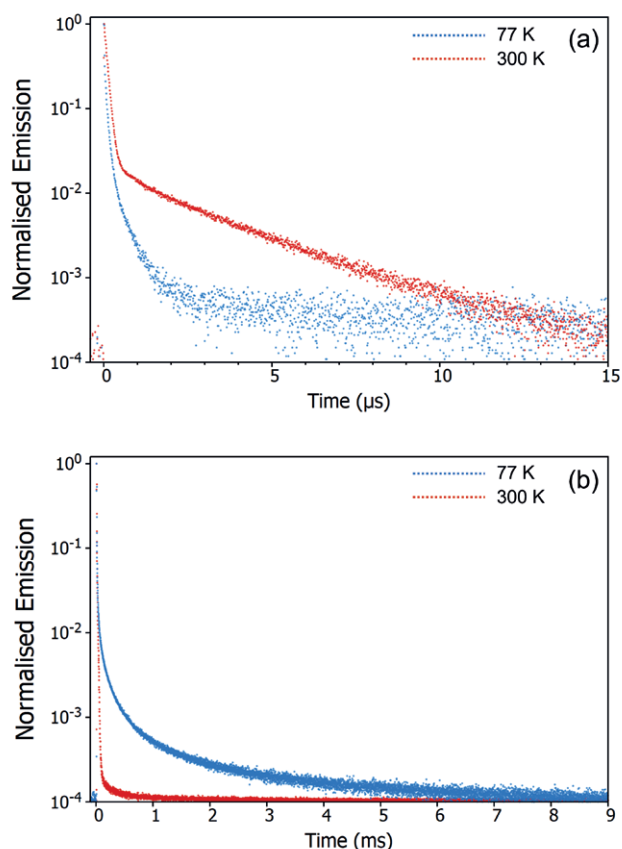 10⁰
10⁻¹
10⁻²
10⁻³
10⁻⁴
Normalised Emission
77 K
300 K
(a)
0 5 10 15
Time (µs)
10⁰
10⁻¹
10⁻²
10⁻³
10⁻⁴
Normalised Emission
77 K
300 K
(b)
0 1 2 3 4 5 6 7 8 9
Time (ms)